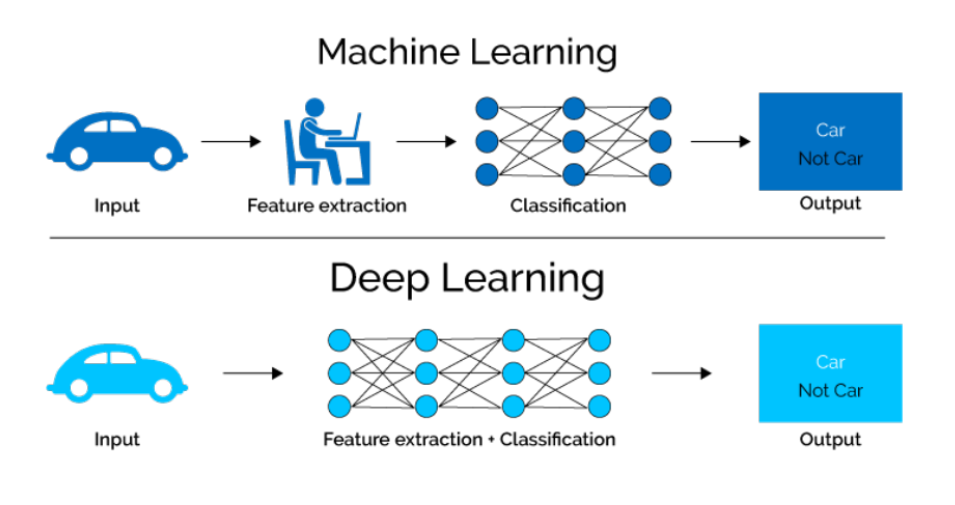 Machine Learning
Car
Not Car
Input
Feature extraction
Classification
Output
Deep Learning
Car
Not Car
Input
Feature extraction + Classification
Output